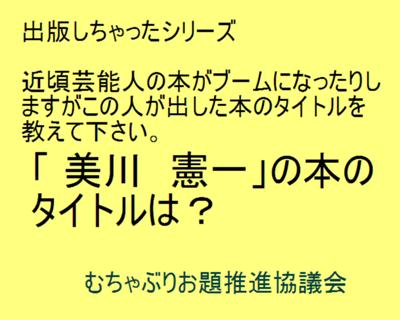 出版しちゃったシリーズ
近頃芸能人の本がブームになったりし
ますがこの人が出した本のタイトルを
教えて下さい。
「 美川　憲一」の本の
タイトルは？
むちゃぶりお題推進協議会